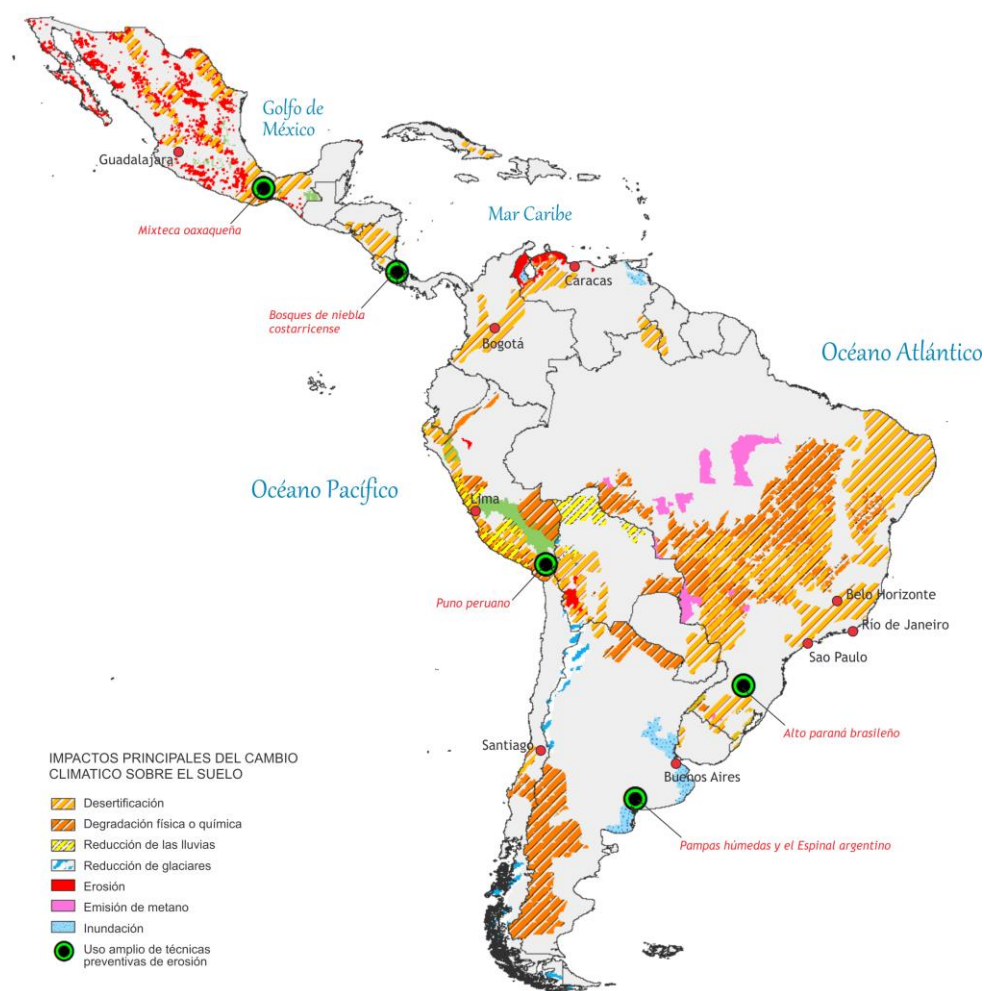 Golfo de
México
Guadalajara
Mar Caribe
Mixteca oaxaqueña
Caracas
Bosques de niebla
costarricense
Bogotá
Océano Atlántico
Océano Pacífico
Lima
Puno peruano
Belo Horizonte
Río de Janeiro
Sao Paulo
Alto paraná brasileño
Santiago
Buenos Aires
Pampas húmedas y el Espinal argentino
IMPACTOS PRINCIPALES DEL CAMBIO
CLIMATICO SOBRE EL SUELO
Desertificación
Degradación física o química
Reducción de las lluvias
Reducción de glaciares
Erosión
Emisión de metano
Inundación
Uso amplio de técnicas
preventivas de erosión